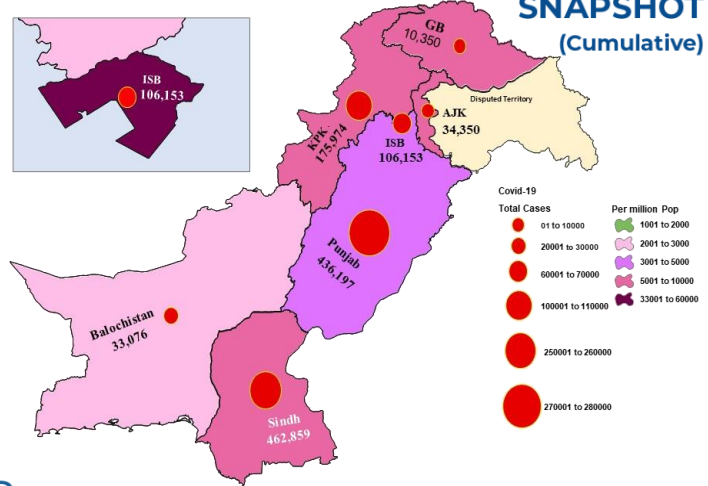 SNAPSHOT
(Cumulative)
ISB
106,153
GB
10,350
Disputed Territory
AJK
34,350
KPK
175,974
ISB
106,153
Punjab
436,197
Balochistan
33,076
Sindh
462,859
Covid-19
Total Cases
01 to 10000
20001 to 30000
60001 to 70000
100001 to 110000
250001 to 260000
270001 to 280000
Per million Pop
1001 to 2000
2001 to 3000
3001 to 5000
5001 to 10000
33001 to 60000